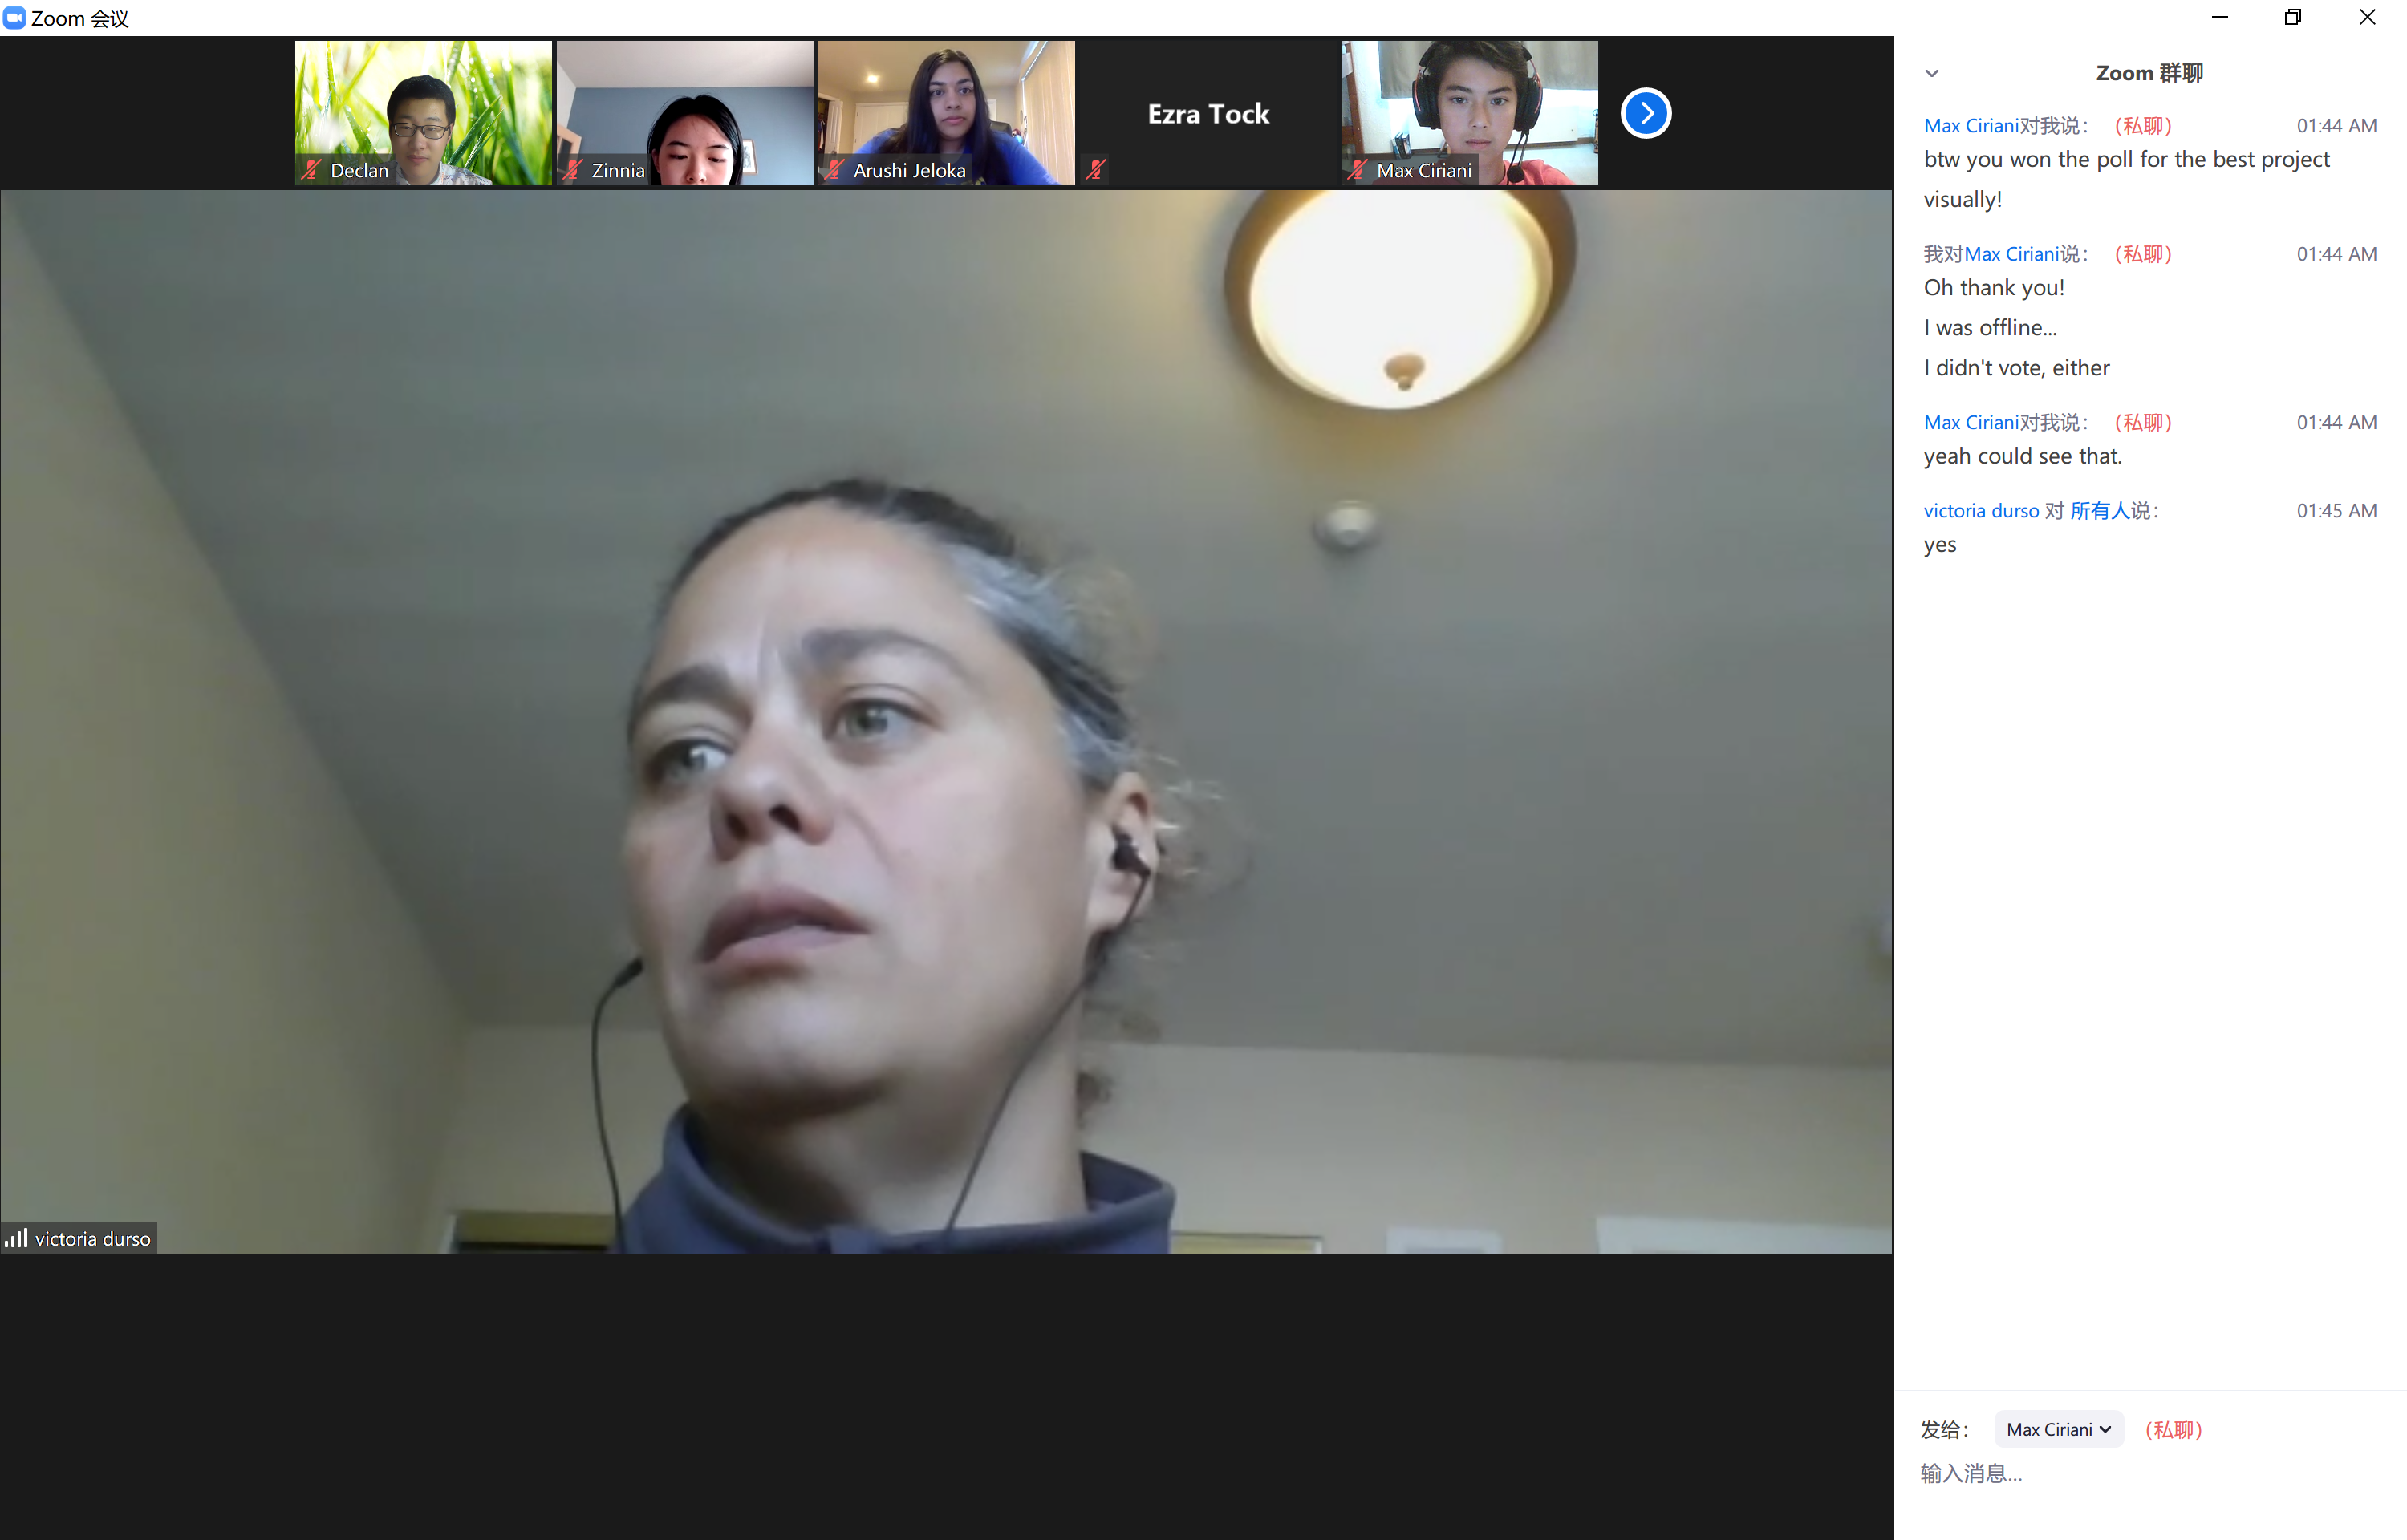 Zoom 会议
Declan
Zinnia
Arushi Jeloka
Ezra Tock
Max Ciriani
victoria durso
Zoom 群聊
Max Ciriani对我说： （私聊） 01:44 AM
btw you won the poll for the best project
visually!
我对Max Ciriani说： （私聊） 01:44 AM
Oh thank you!
I was offline...
I didn't vote, either
Max Ciriani对我说： （私聊） 01:44 AM
yeah could see that.
victoria durso 对 所有人说： 01:45 AM
yes
发给： Max Ciriani （私聊）
输入消息...